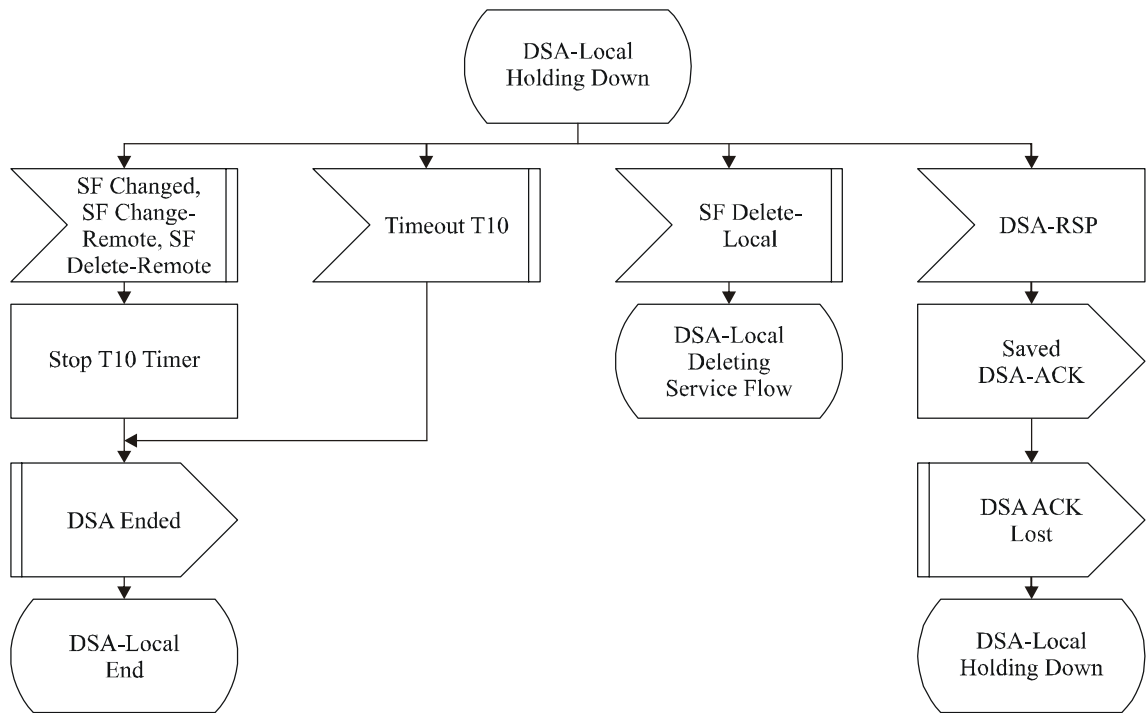 DSA-Local
Holding Down
SF Changed,
SF Change-
Remote, SF
Delete-Remote
Timeout T10
SF Delete-
Local
DSA-RSP
Stop T10 Timer
DSA-Local
Deleting
Service Flow
Saved
DSA-ACK
DSA Ended
DSA ACK
Lost
DSA-Local
End
DSA-Local
Holding Down